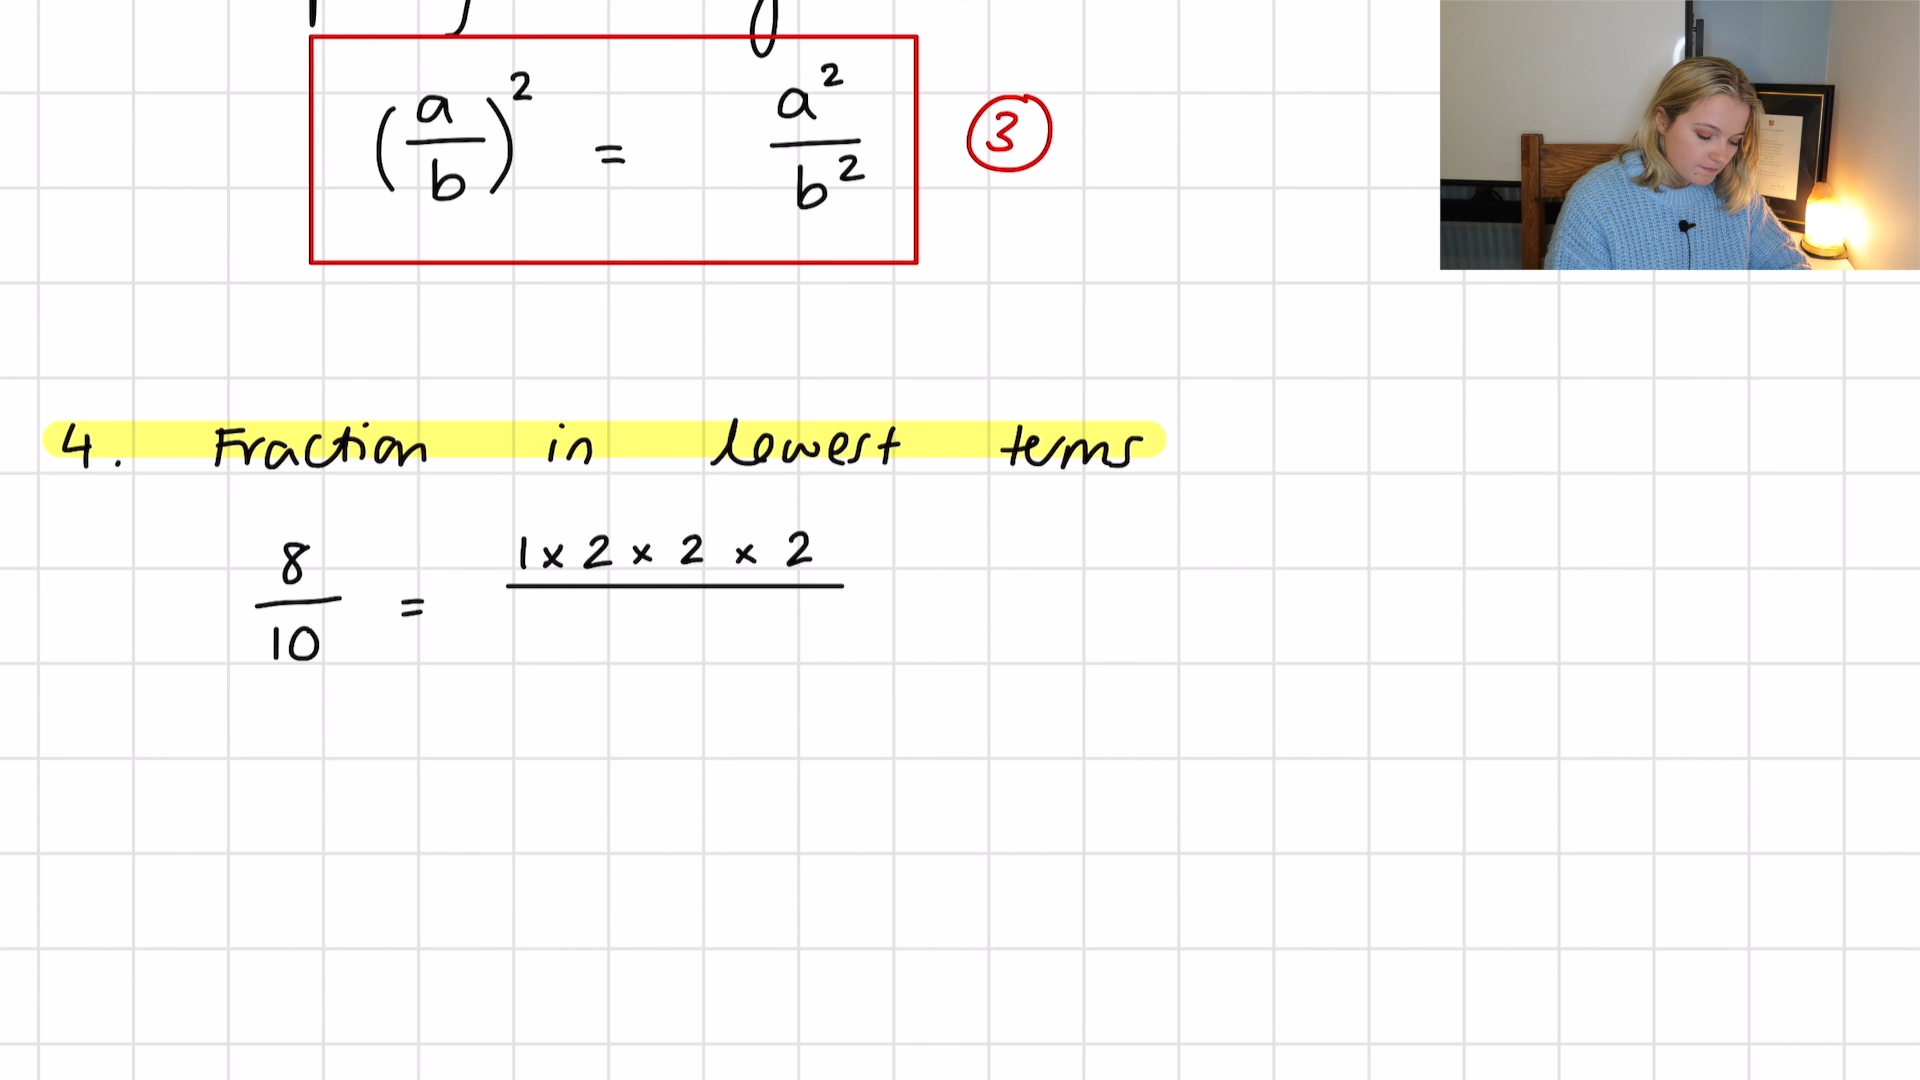 (a/b)² = a²/b² ③
4. Fraction in lowest terms
8/10 = 1 x 2 x 2 x 2